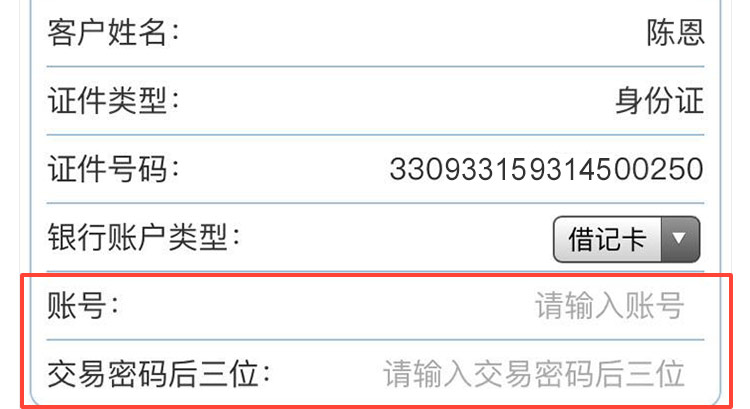 客户姓名： 陈恩
证件类型： 身份证
证件号码： 330933159314500250
银行账户类型： 借记卡
账号： 请输入账号
交易密码后三位： 请输入交易密码后三位